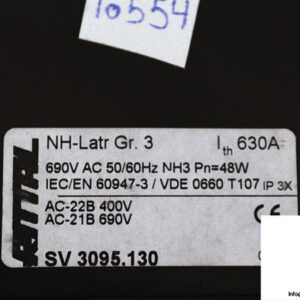 10554
RITTAL
NH-Latr Gr. 3 Ith 630A
690V AC 50/60Hz NH3 Pn=48W
IEC/EN 60947-3 / VDE 0660 T107 IP 3X
AC-22B 400V
AC-21B 690V
CE
SV 3095.130